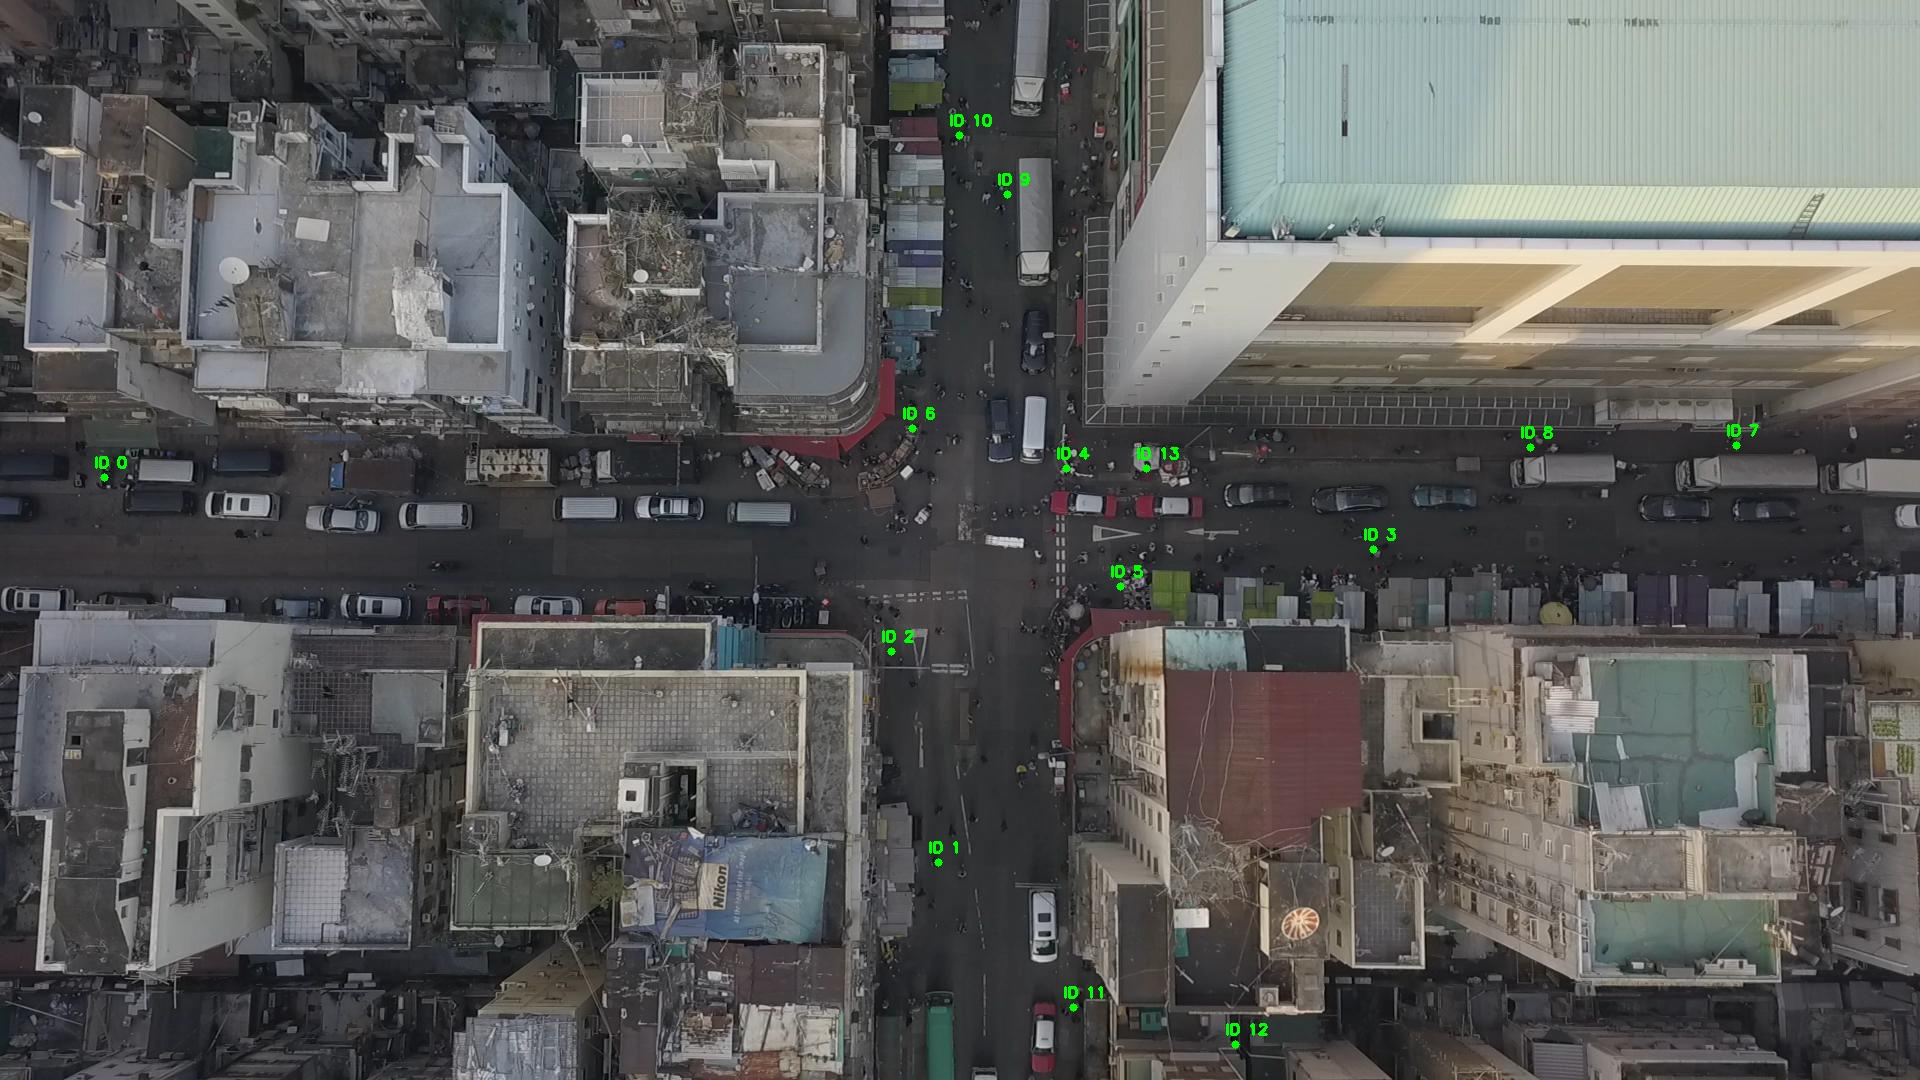 ID 10
ID 9
ID 6
ID 8
ID 7
ID 0
ID 4
ID 13
ID 3
ID 5
ID 2
ID 1
Nikon
ID 11
ID 12